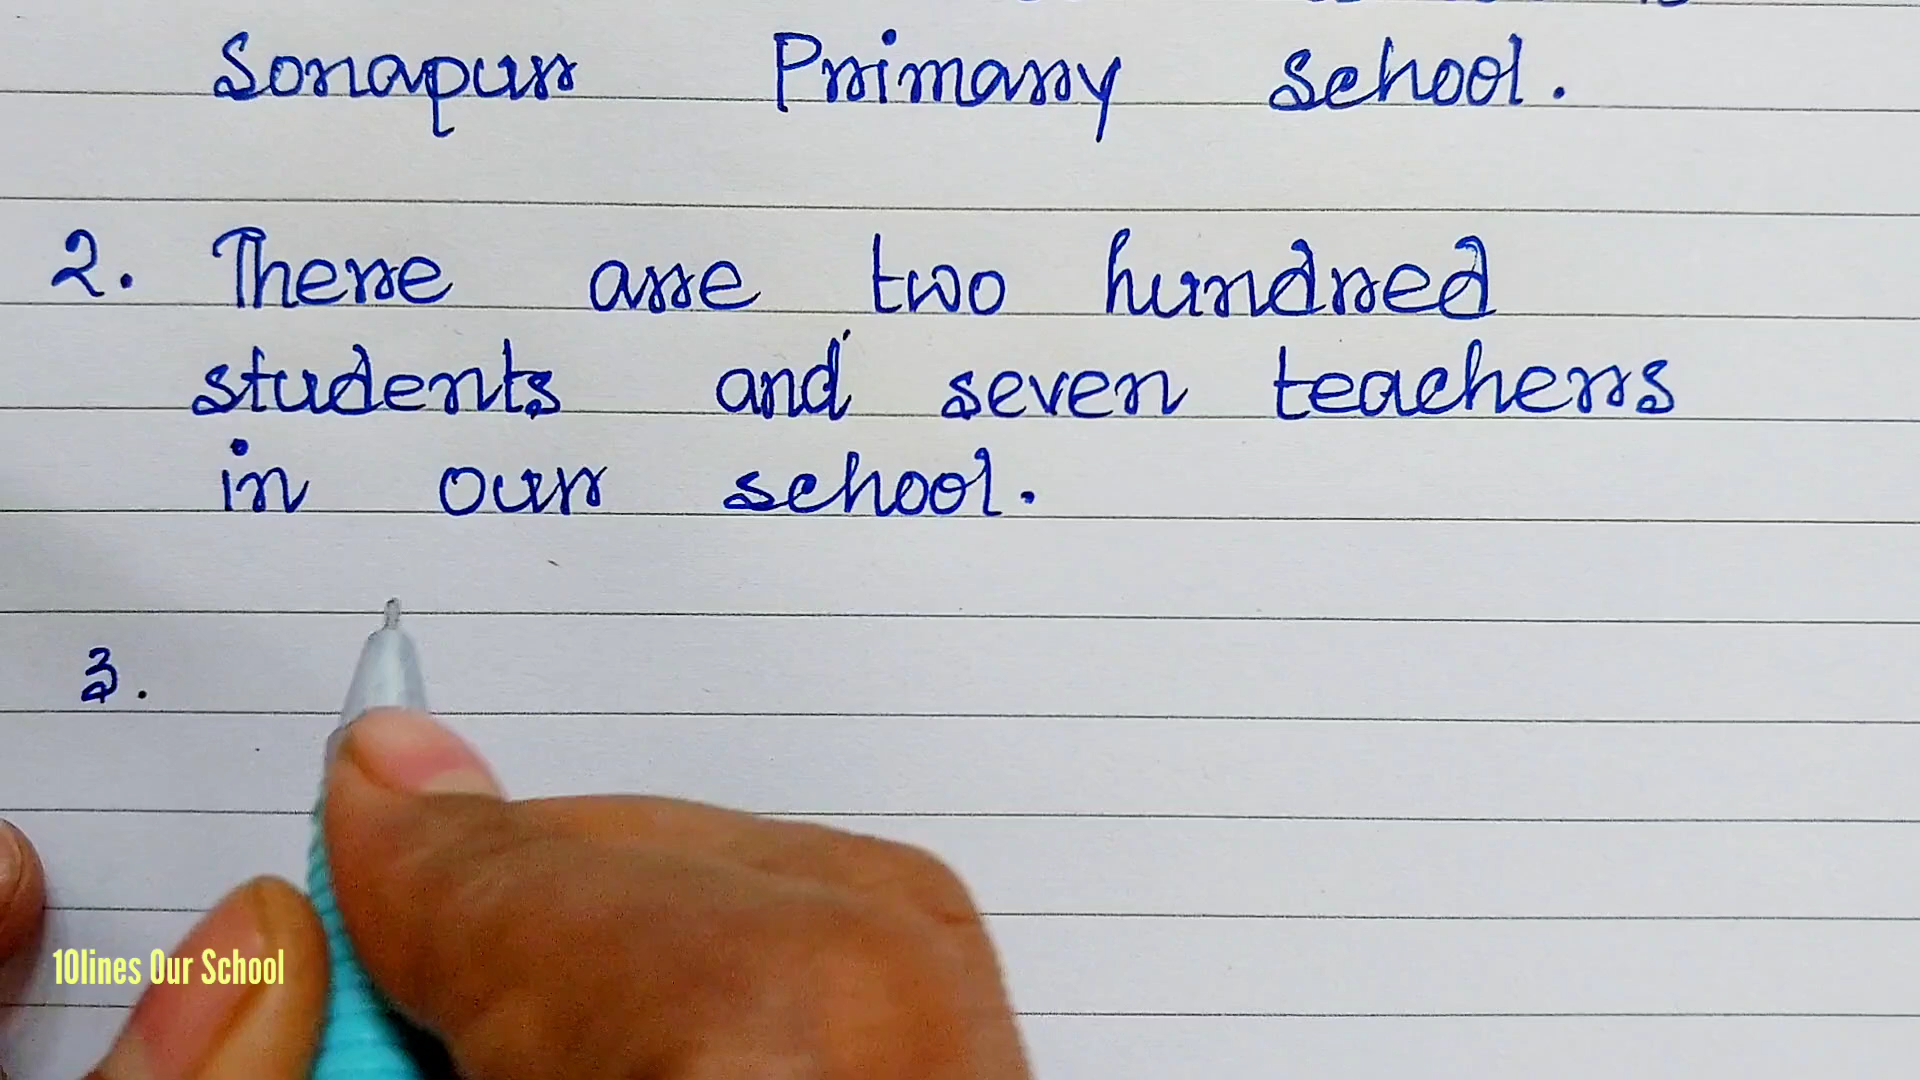 Sonapur Primary School.
2. There are two hundred
students and seven teachers
in our school.
3.
10lines Our School